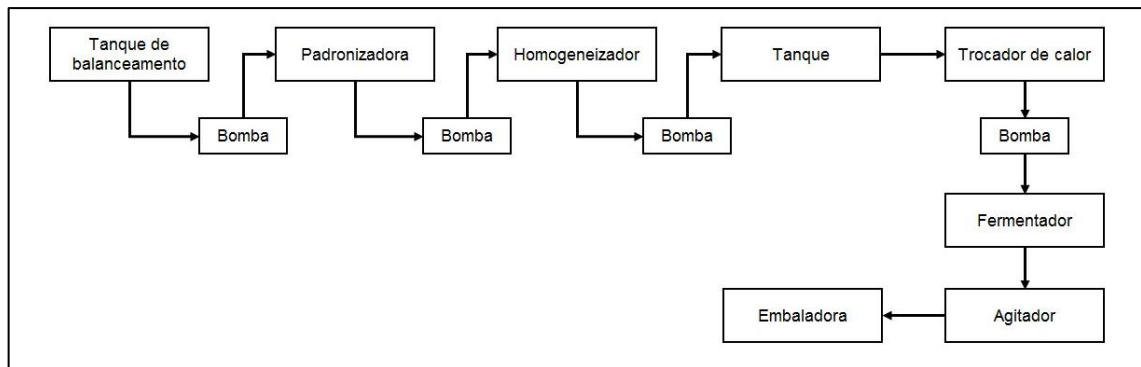 Tanque de
balanceamento
Padronizadora
Homogeneizador
Tanque
Trocador de calor
Bomba
Bomba
Bomba
Bomba
Fermentador
Embaladora
Agitador